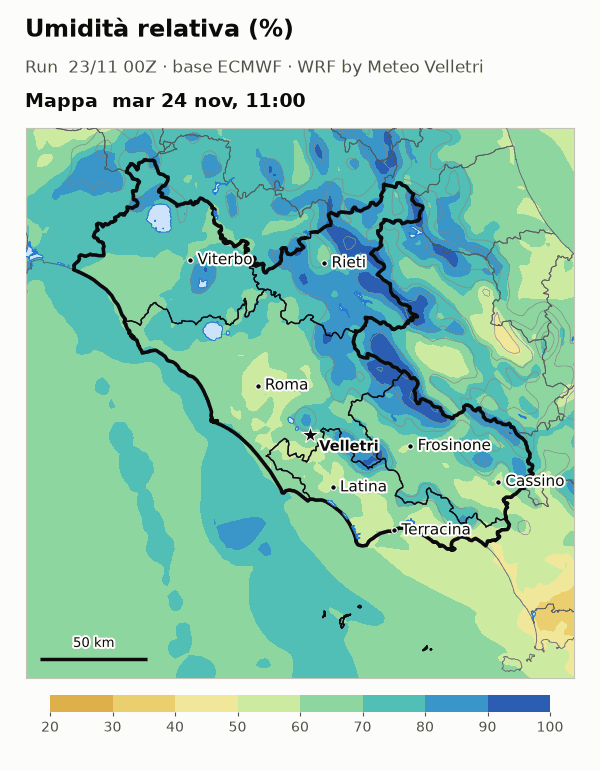 Umidità relativa (%)
Run  23/11 00Z · base ECMWF · WRF by Meteo Velletri
Mappa  mar 24 nov, 11:00
Viterbo
Rieti
Roma
Velletri
Frosinone
Cassino
Latina
Terracina
50 km
20 30 40 50 60 70 80 90 100